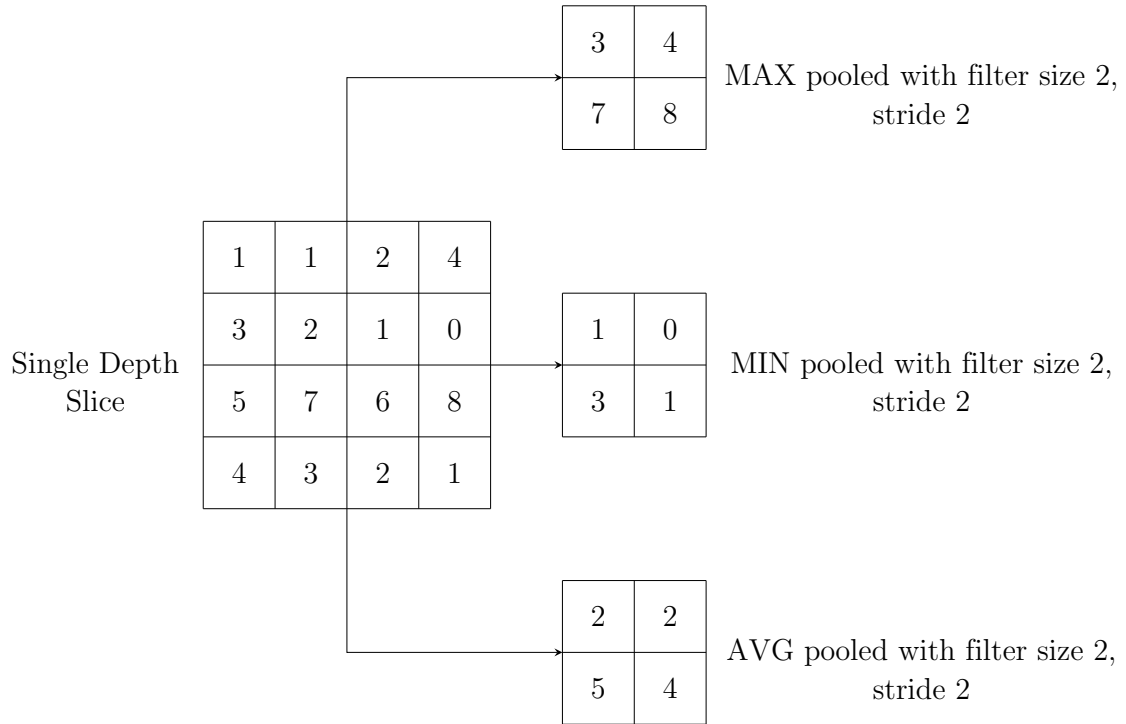 3 4
7 8
MAX pooled with filter size 2,
stride 2
Single Depth
Slice
1 1 2 4
3 2 1 0
5 7 6 8
4 3 2 1
1 0
3 1
MIN pooled with filter size 2,
stride 2
2 2
5 4
AVG pooled with filter size 2,
stride 2